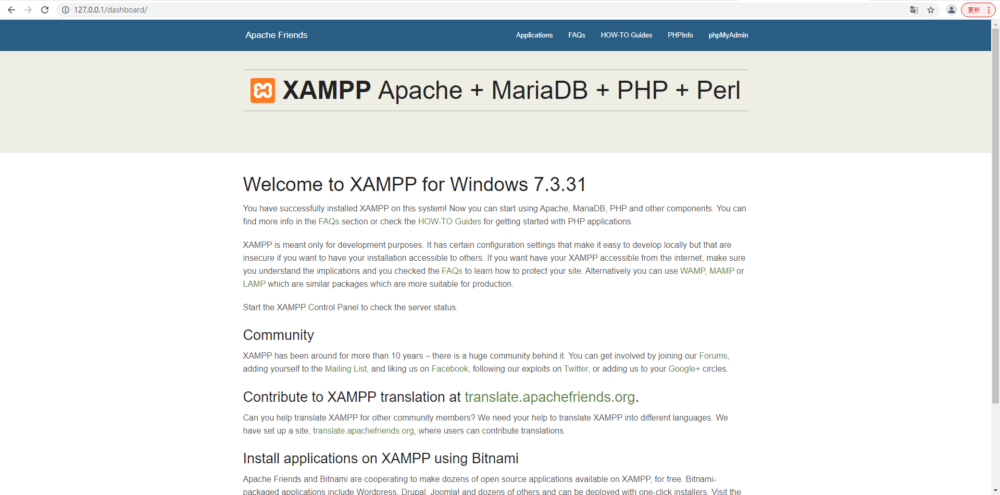 127.0.0.1/dashboard/
更新
Apache Friends
Applications
FAQs
HOW-TO Guides
PHPInfo
phpMyAdmin
XAMPP Apache + MariaDB + PHP + Perl
Welcome to XAMPP for Windows 7.3.31
You have successfully installed XAMPP on this system! Now you can start using Apache, MariaDB, PHP and other components. You can
find more info in the FAQs section or check the HOW-TO Guides for getting started with PHP applications.
XAMPP is meant only for development purposes. It has certain configuration settings that make it easy to develop locally but that are
insecure if you want to have your installation accessible to others. If you want have your XAMPP accessible from the internet, make sure
you understand the implications and you checked the FAQs to learn how to protect your site. Alternatively you can use WAMP, MAMP or
LAMP which are similar packages which are more suitable for production.
Start the XAMPP Control Panel to check the server status.
Community
XAMPP has been around for more than 10 years – there is a huge community behind it. You can get involved by joining our Forums,
adding yourself to the Mailing List, and liking us on Facebook, following our exploits on Twitter, or adding us to your Google+ circles.
Contribute to XAMPP translation at translate.apachefriends.org.
Can you help translate XAMPP for other community members? We need your help to translate XAMPP into different languages. We
have set up a site, translate.apachefriends.org, where users can contribute translations.
Install applications on XAMPP using Bitnami
Apache Friends and Bitnami are cooperating to make dozens of open source applications available on XAMPP, for free. Bitnami-
packaged applications include Wordpress, Drupal, Joomla! and dozens of others and can be deployed with one-click installers. Visit the